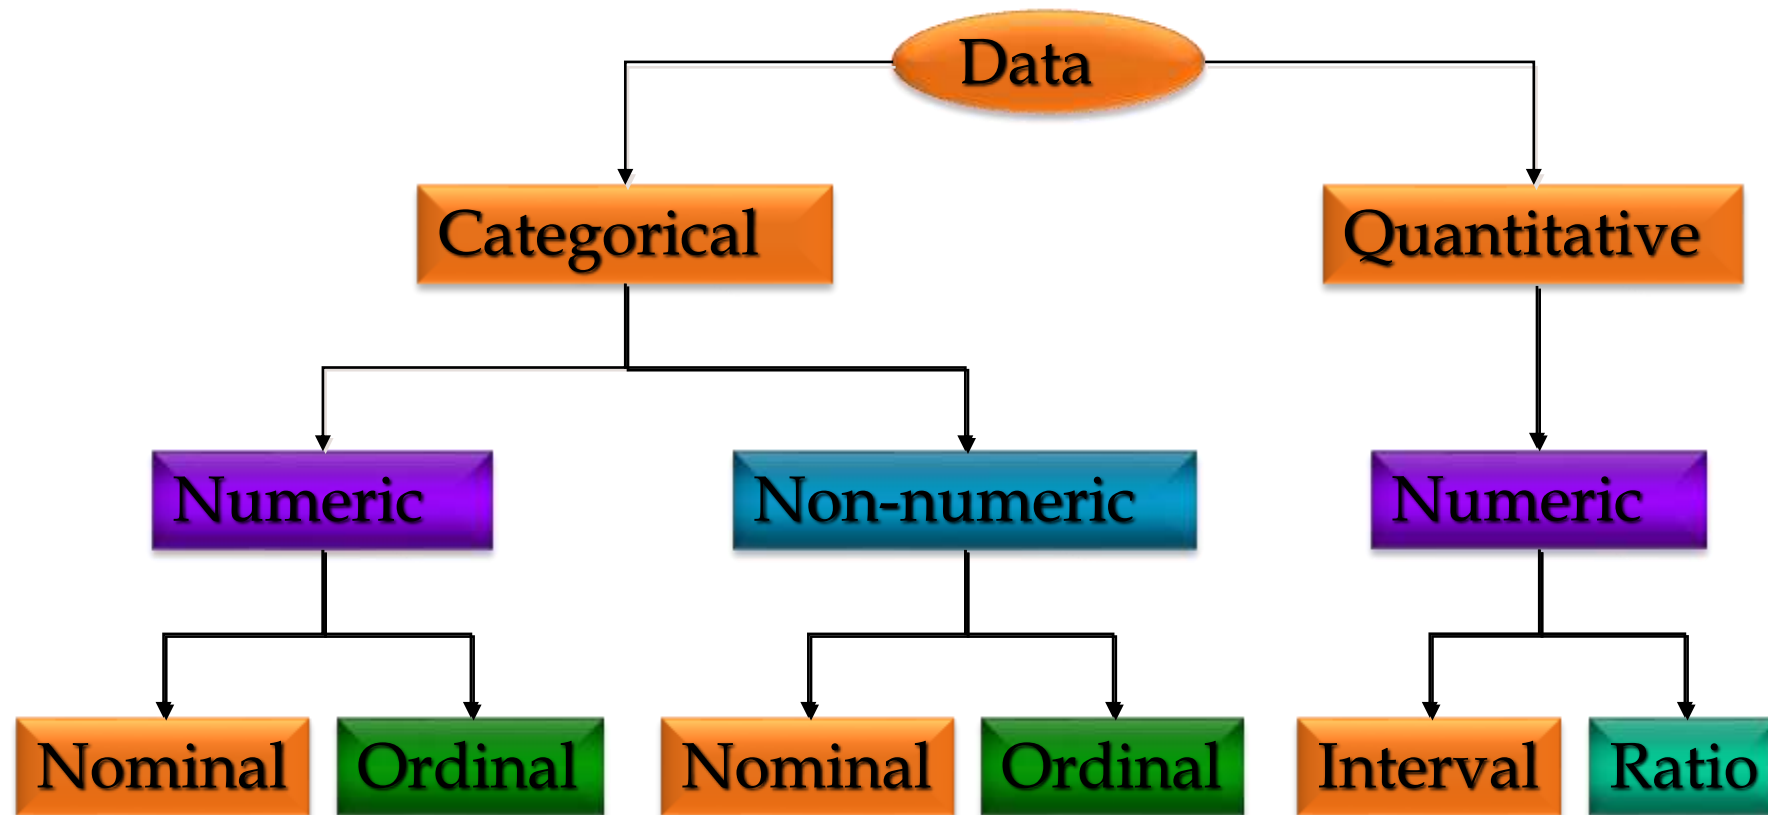 Data
Categorical
Quantitative
Numeric
Non-numeric
Numeric
Nominal
Ordinal
Nominal
Ordinal
Interval
Ratio